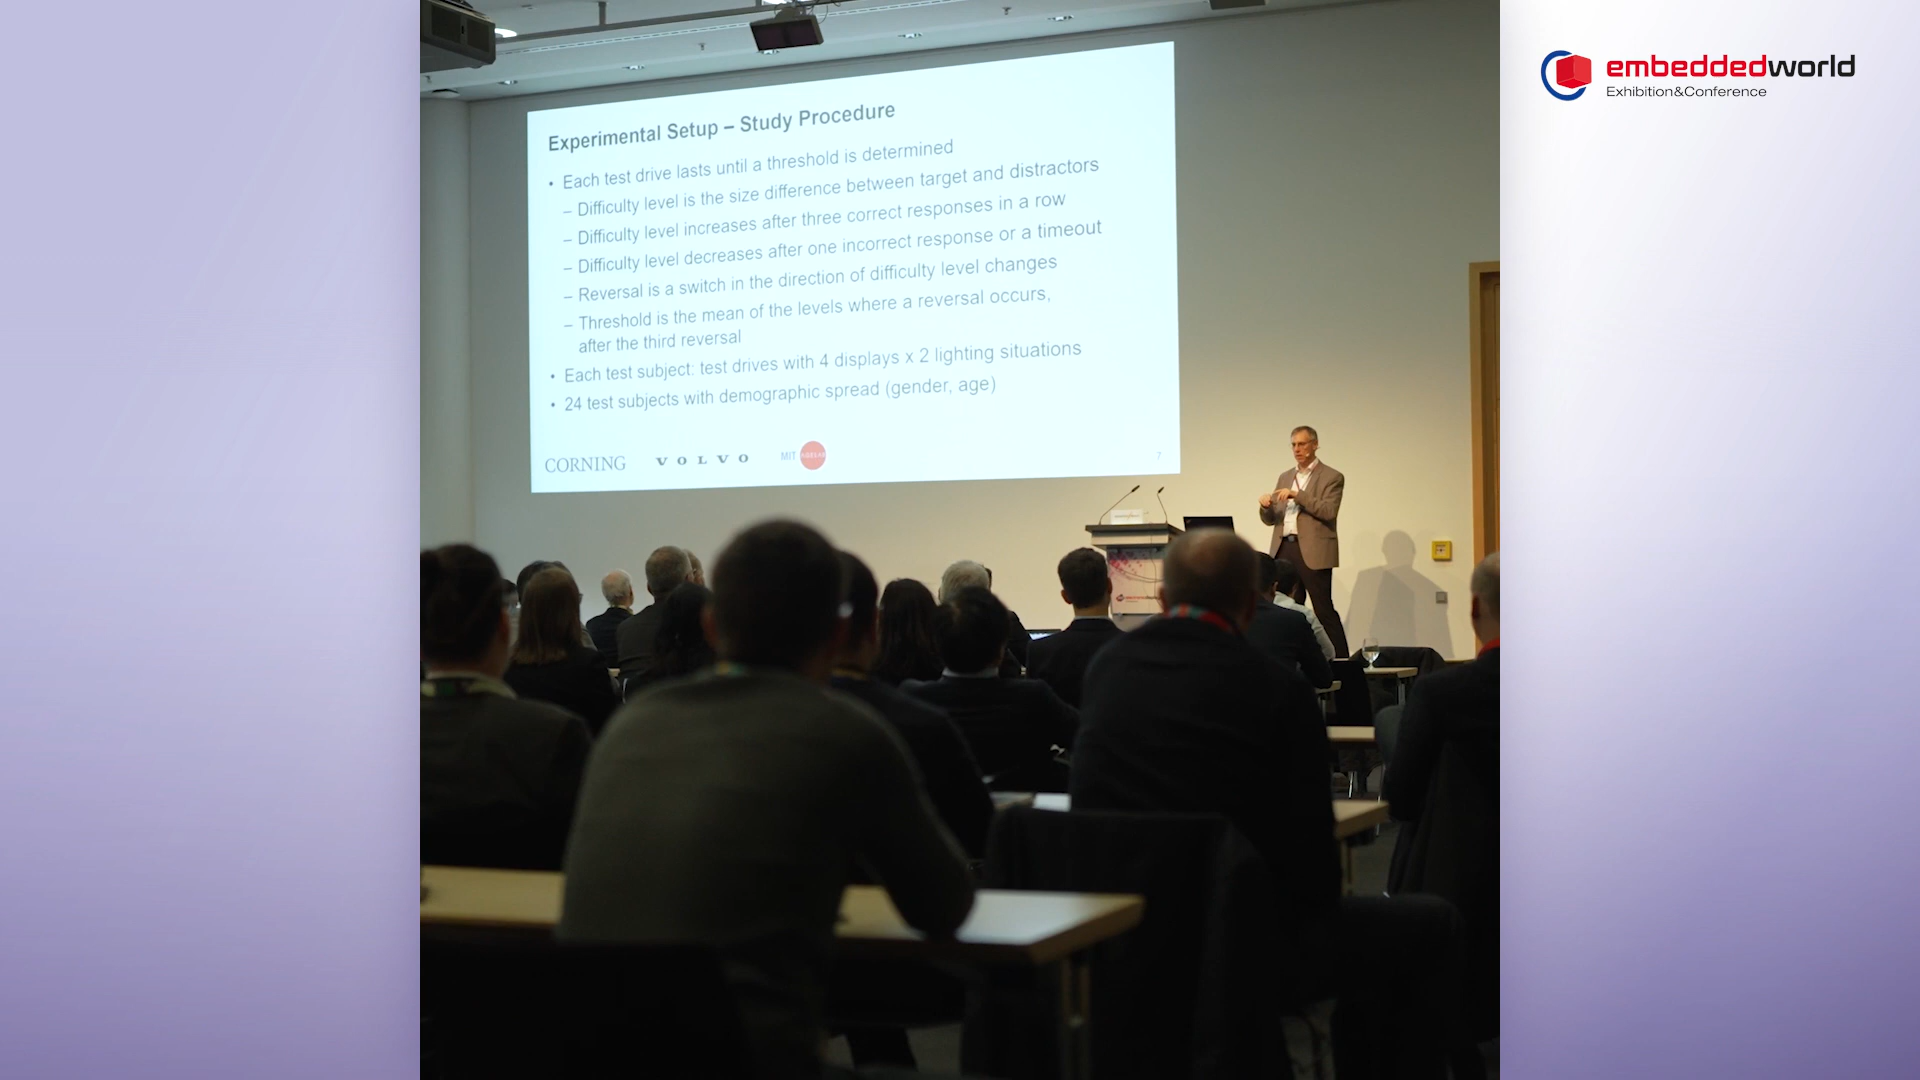 embeddedworld
Exhibition&Conference
Experimental Setup – Study Procedure
• Each test drive lasts until a threshold is determined
– Difficulty level is the size difference between target and distractors
– Difficulty level increases after three correct responses in a row
– Difficulty level decreases after one incorrect response or a timeout
– Reversal is a switch in the direction of difficulty level changes
– Threshold is the mean of the levels where a reversal occurs,
after the third reversal
• Each test subject: test drives with 4 displays x 2 lighting situations
• 24 test subjects with demographic spread (gender, age)
CORNING
VOLVO
MIT
7